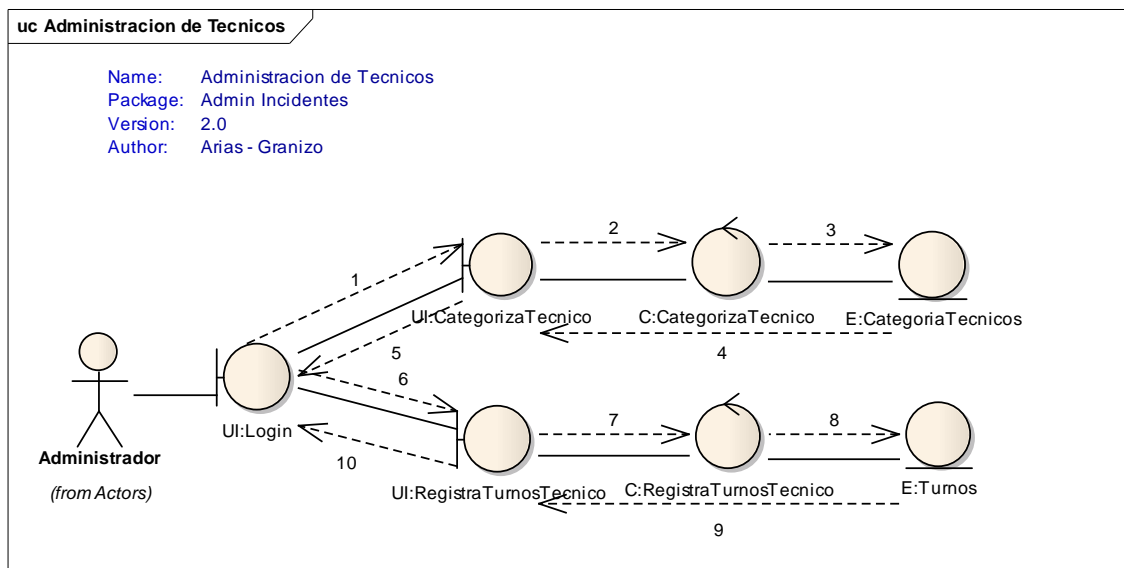 uc Administracion de Tecnicos
Name: Administracion de Tecnicos
Package: Admin Incidentes
Version: 2.0
Author: Arias - Granizo
1
2
3
UI:CategorizaTecnico
C:CategorizaTecnico
E:CategoriaTecnicos
4
5
6
UI:Login
Administrador
(from Actors)
7
8
10
UI:RegistraTurnosTecnico
C:RegistraTurnosTecnico
E:Turnos
9